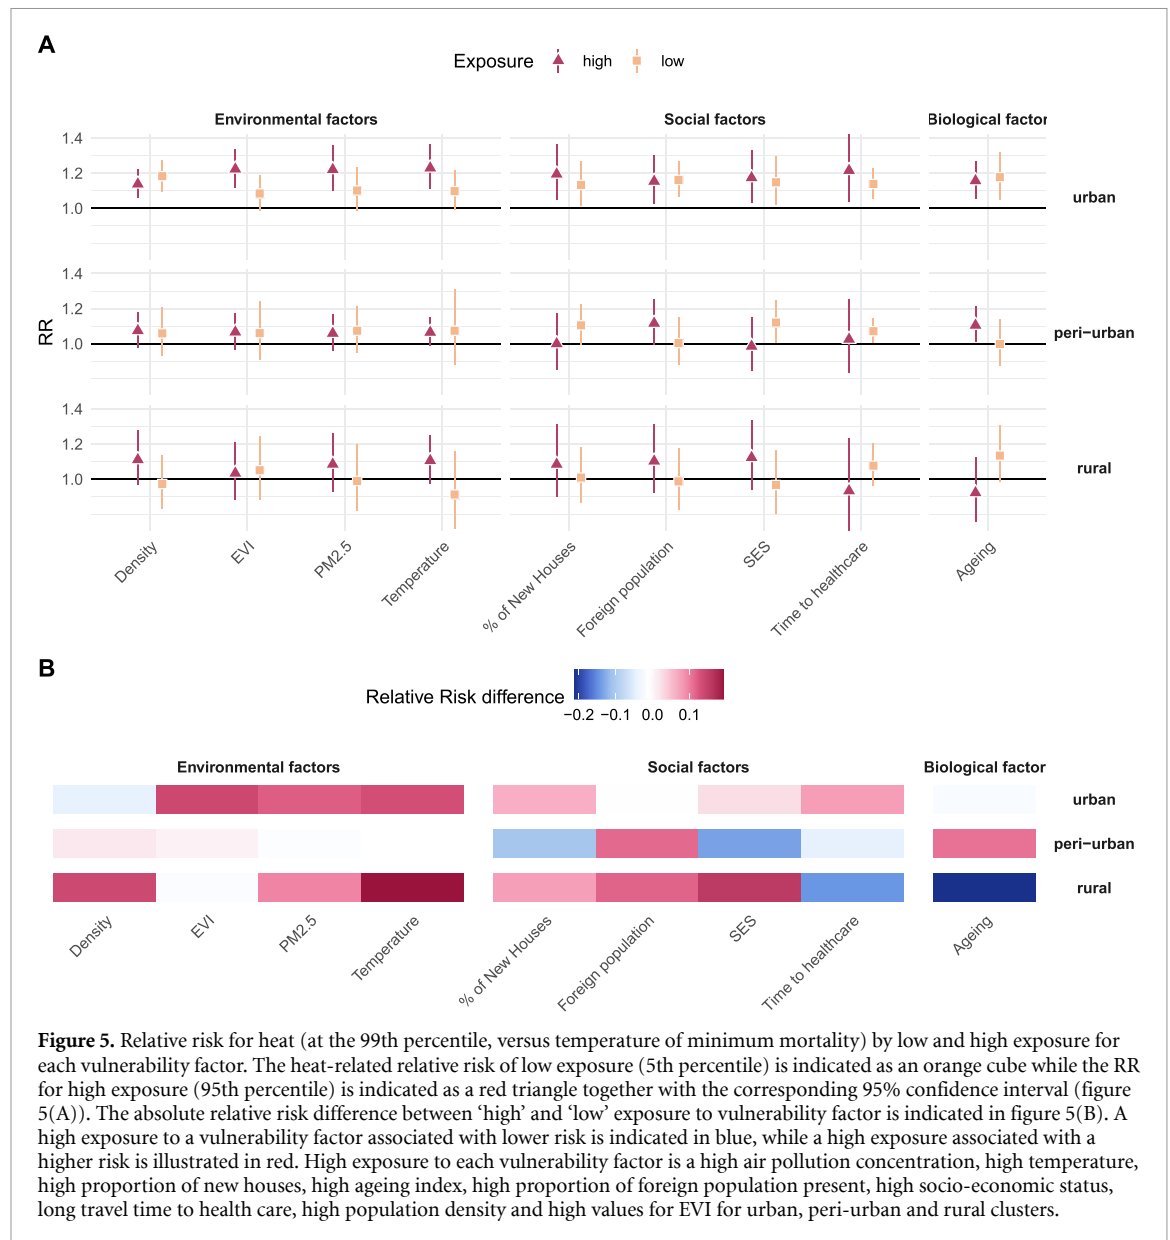 A
Exposure high low
Environmental factors Social factors Biological factor
1.4
1.2
1.0
urban
1.4
1.2
1.0
peri−urban
RR
1.4
1.2
1.0
rural
Density EVI PM2.5 Temperature % of New Houses Foreign population SES Time to healthcare Ageing
B
Relative Risk difference
−0.2 −0.1 0.0 0.1
Environmental factors Social factors Biological factor
urban
peri−urban
rural
Density EVI PM2.5 Temperature % of New Houses Foreign population SES Time to healthcare Ageing
Figure 5. Relative risk for heat (at the 99th percentile, versus temperature of minimum mortality) by low and high exposure for
each vulnerability factor. The heat-related relative risk of low exposure (5th percentile) is indicated as an orange cube while the RR
for high exposure (95th percentile) is indicated as a red triangle together with the corresponding 95% confidence interval (figure
5(A)). The absolute relative risk difference between ‘high’ and ‘low’ exposure to vulnerability factor is indicated in figure 5(B). A
high exposure to a vulnerability factor associated with lower risk is indicated in blue, while a high exposure associated with a
higher risk is illustrated in red. High exposure to each vulnerability factor is a high air pollution concentration, high temperature,
high proportion of new houses, high ageing index, high proportion of foreign population present, high socio-economic status,
long travel time to health care, high population density and high values for EVI for urban, peri-urban and rural clusters.